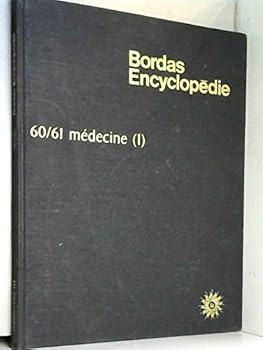 Bordas
Encyclopédie
60/61 médecine (I)